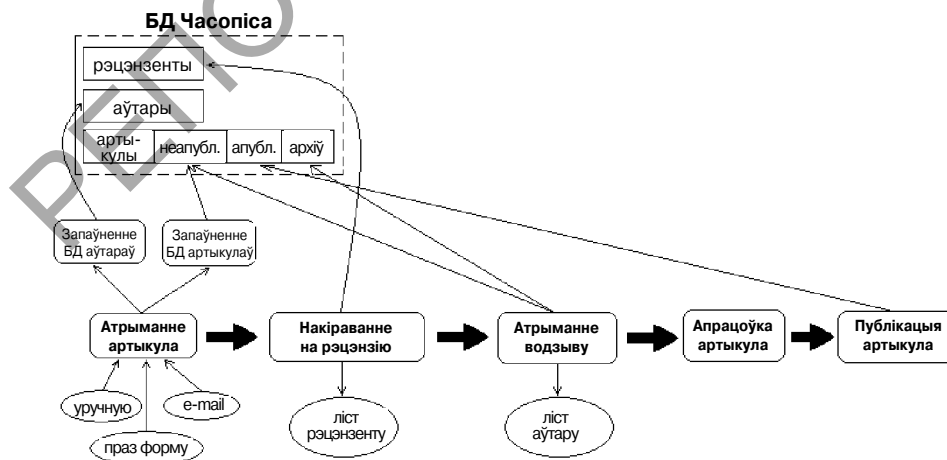 БД Часопіса
рэцэнзенты
аўтары
арты-
кулы
неапубл.
апубл.
архіў
Запаўненне
БД аўтараў
Запаўненне
БД артыкулаў
Атрыманне
артыкула
Накіраванне
на рэцэнзію
Атрыманне
водзыву
Апрацоўка
артыкула
Публікацыя
артыкула
уручную
e-mail
праз форму
ліст
рэцэнзенту
ліст
аўтару
РЕПО